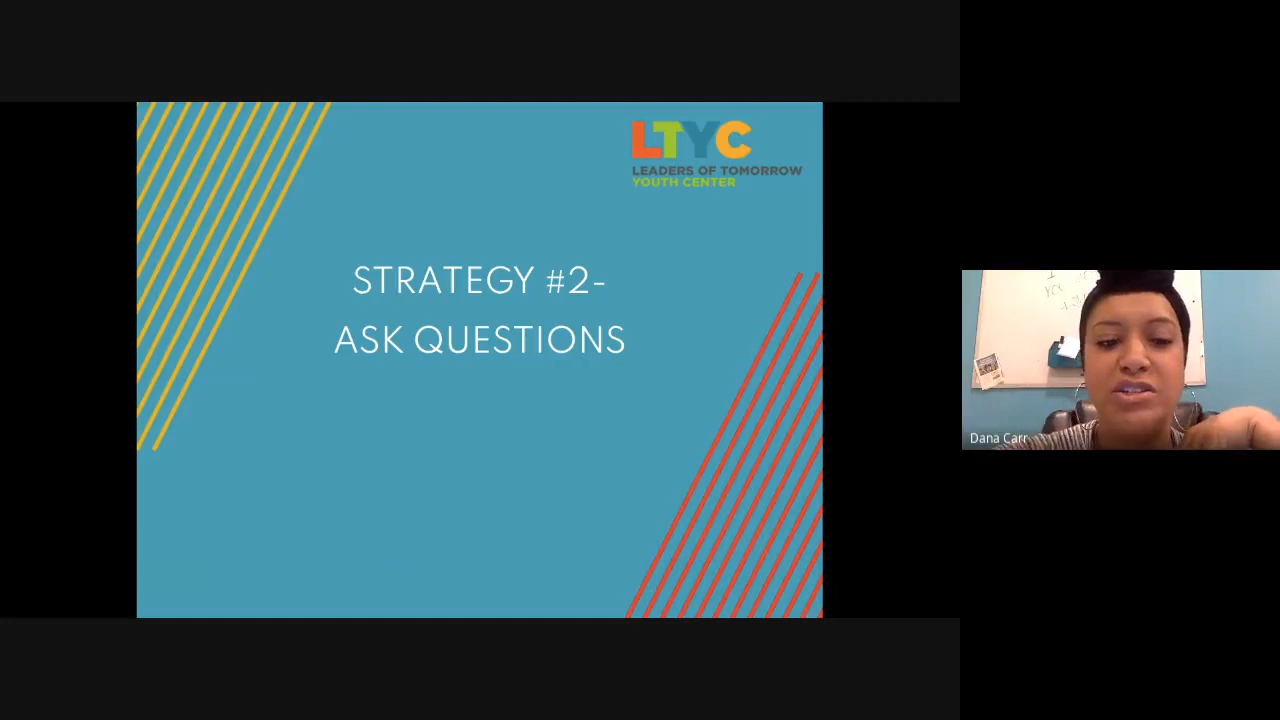 LTYC
LEADERS OF TOMORROW
YOUTH CENTER
STRATEGY #2-
ASK QUESTIONS
Dana Carr